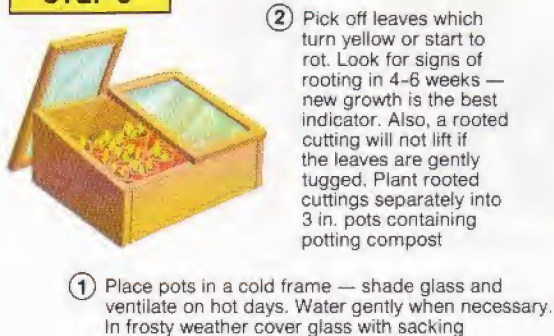 ② Pick off leaves which
turn yellow or start to
rot. Look for signs of
rooting in 4–6 weeks —
new growth is the best
indicator. Also, a rooted
cutting will not lift if
the leaves are gently
tugged. Plant rooted
cuttings separately into
3 in. pots containing
potting compost
① Place pots in a cold frame — shade glass and
ventilate on hot days. Water gently when necessary.
In frosty weather cover glass with sacking